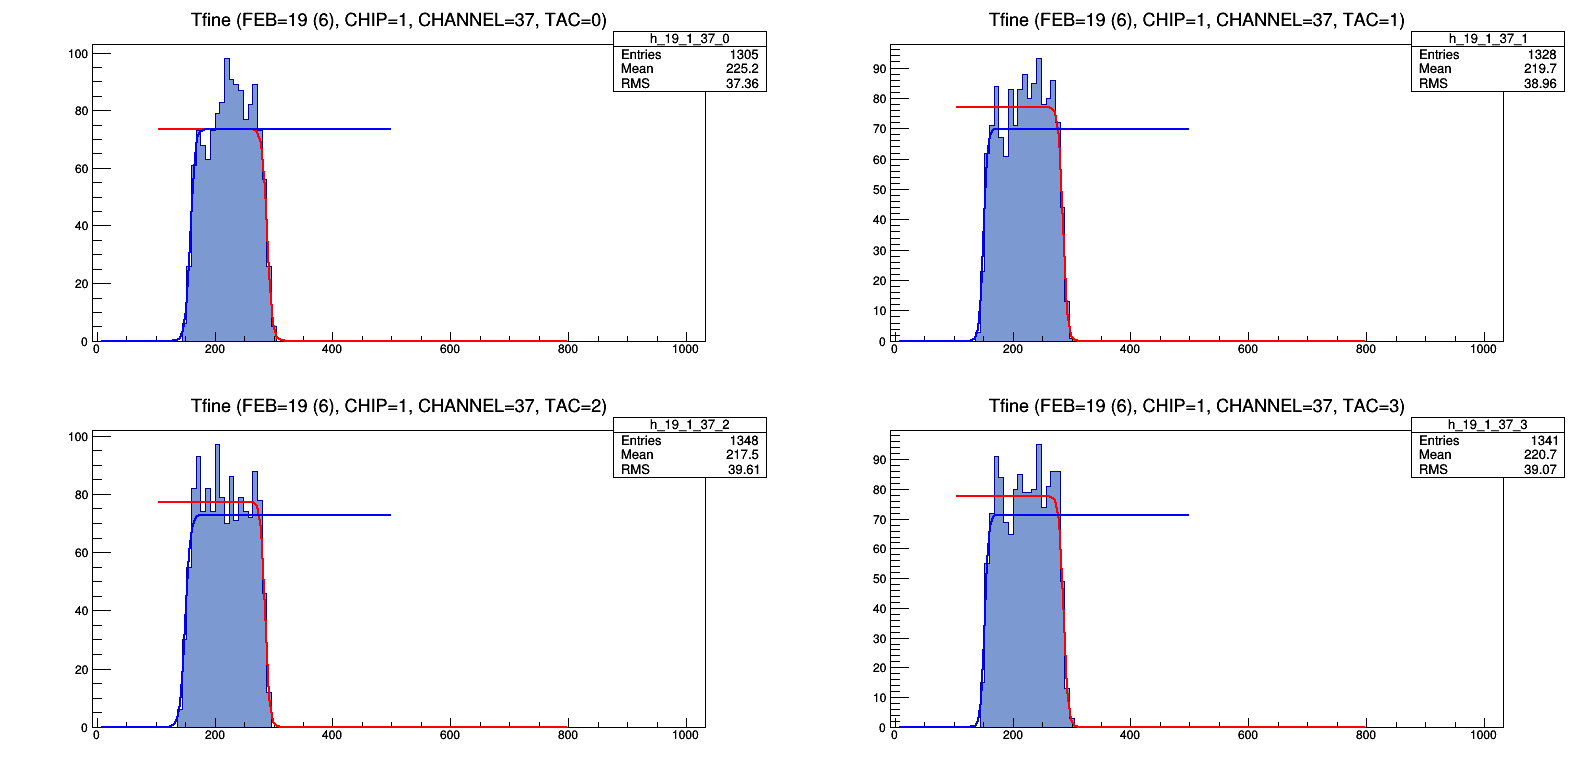 Tfine (FEB=19 (6), CHIP=1, CHANNEL=37, TAC=0)
h_19_1_37_0
Entries 1305
Mean 225.2
RMS 37.36
100
80
60
40
20
0
0 200 400 600 800 1000
Tfine (FEB=19 (6), CHIP=1, CHANNEL=37, TAC=1)
h_19_1_37_1
Entries 1328
Mean 219.7
RMS 38.96
90
80
70
60
50
40
30
20
10
0
0 200 400 600 800 1000
Tfine (FEB=19 (6), CHIP=1, CHANNEL=37, TAC=2)
h_19_1_37_2
Entries 1348
Mean 217.5
RMS 39.61
100
80
60
40
20
0
0 200 400 600 800 1000
Tfine (FEB=19 (6), CHIP=1, CHANNEL=37, TAC=3)
h_19_1_37_3
Entries 1341
Mean 220.7
RMS 39.07
90
80
70
60
50
40
30
20
10
0
0 200 400 600 800 1000